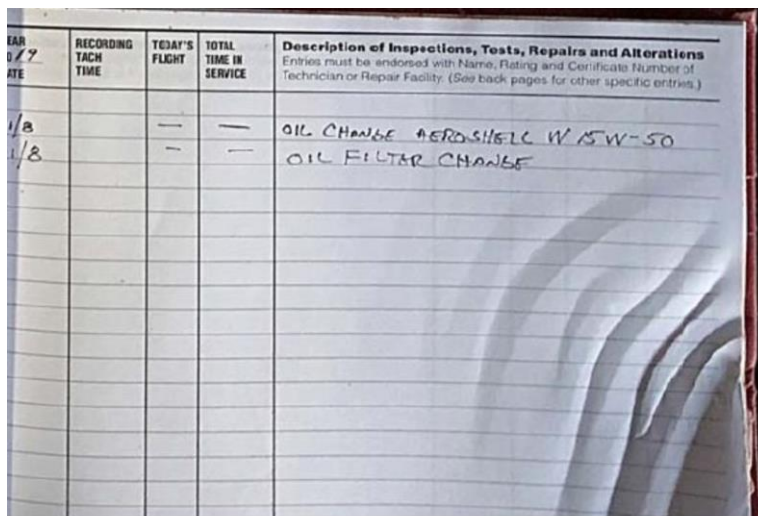 EAR
19
ATE
RECORDING
TACH
TIME
TODAY'S
FLIGHT
TOTAL
TIME IN
SERVICE
Description of Inspections, Tests, Repairs and Alterations
Entries must be endorsed with Name, Rating and Certificate Number of
Technician or Repair Facility. (See back pages for other specific entries.)
1/8 — — OIL CHANGE AEROSHELL W 15W-50
1/8 — — OIL FILTER CHANGE